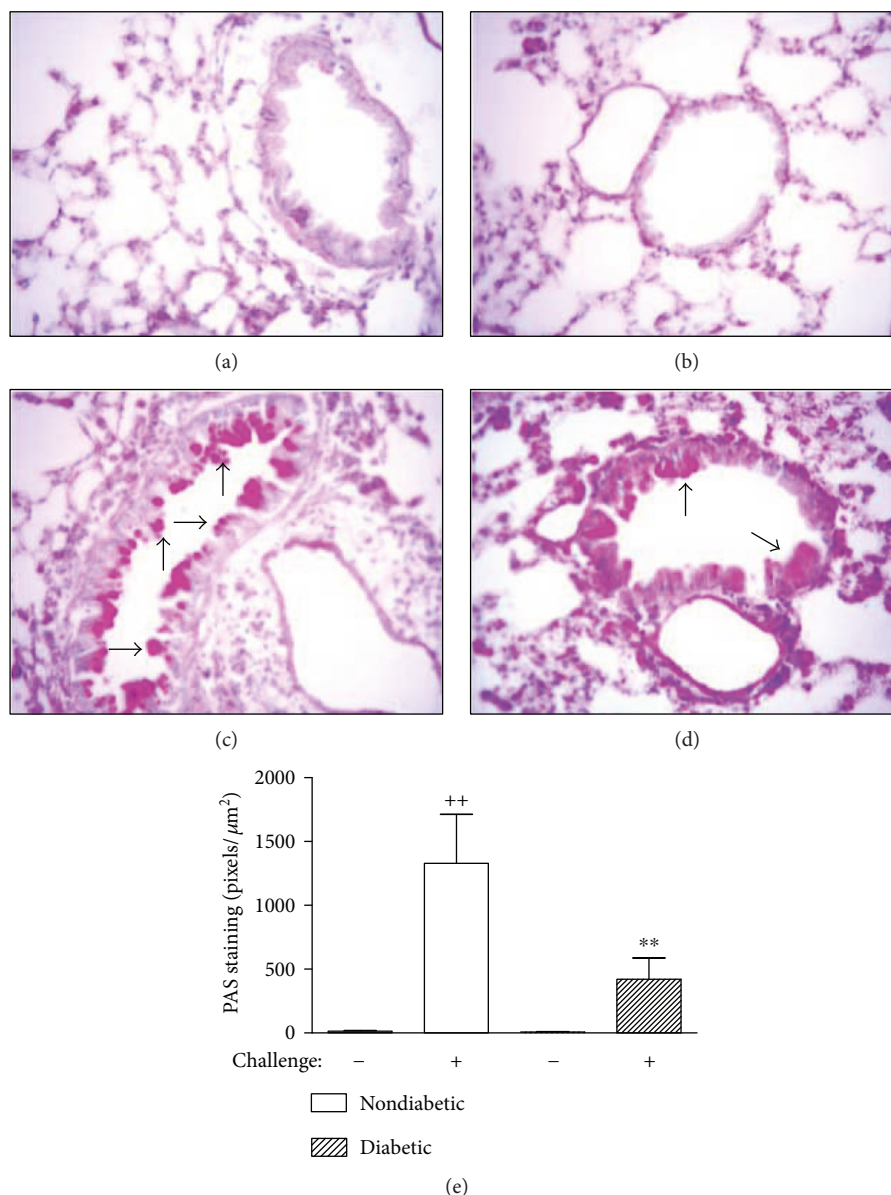 (a)
(b)
(c)
(d)
2000
1500
1000
500
0
PAS staining (pixels/μm²)
++
**
Challenge: − + − +
Nondiabetic
Diabetic
(e)